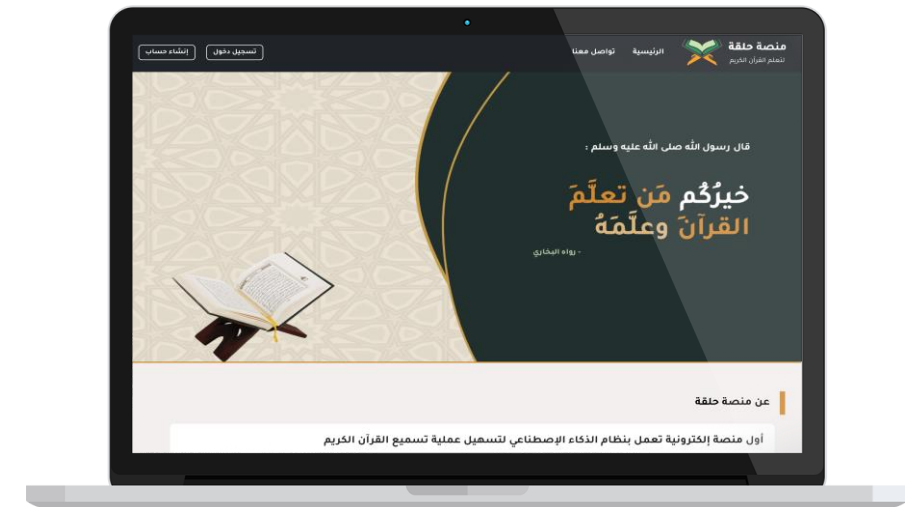 منصة حلقة
لتعلم القرآن الكريم
الرئيسية
تواصل معنا
تسجيل دخول
إنشاء حساب
قال رسول الله صلى الله عليه وسلم :
خيرُكُم مَن تعلَّمَ
القرآنَ وعلَّمَهُ
- رواه البخاري
عن منصة حلقة
أول منصة إلكترونية تعمل بنظام الذكاء الإصطناعي لتسهيل عملية تسميع القرآن الكريم